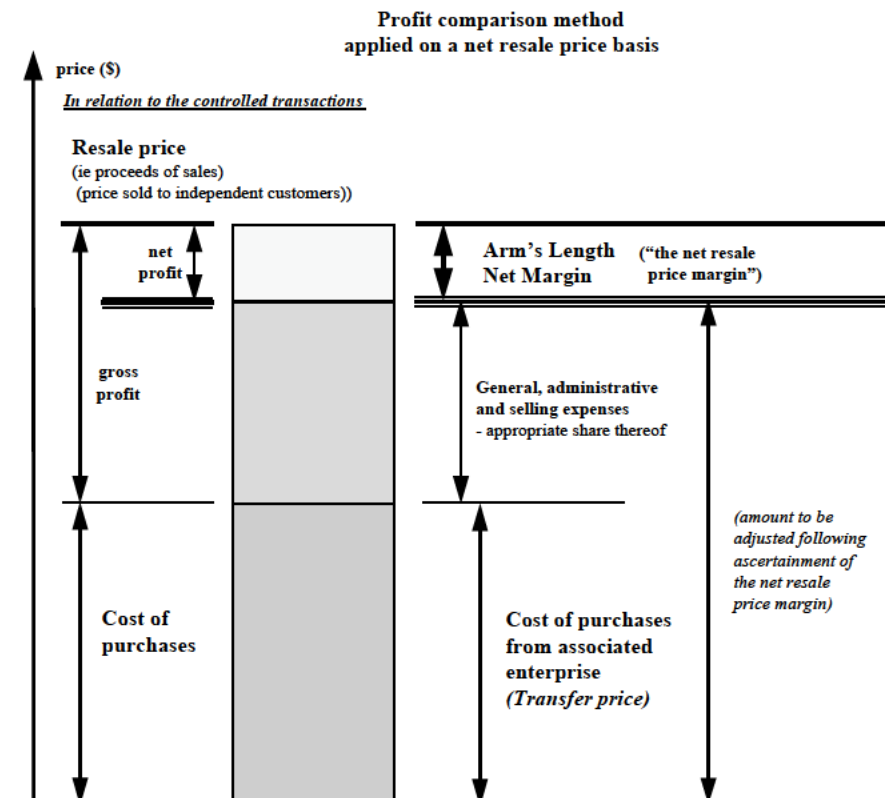 Profit comparison method
applied on a net resale price basis
price ($)
In relation to the controlled transactions
Resale price
(ie proceeds of sales)
(price sold to independent customers))
net
profit
Arm's Length
Net Margin
("the net resale
price margin")
gross
profit
General, administrative
and selling expenses
- appropriate share thereof
(amount to be
adjusted following
ascertainment of
the net resale
price margin)
Cost of
purchases
Cost of purchases
from associated
enterprise
(Transfer price)